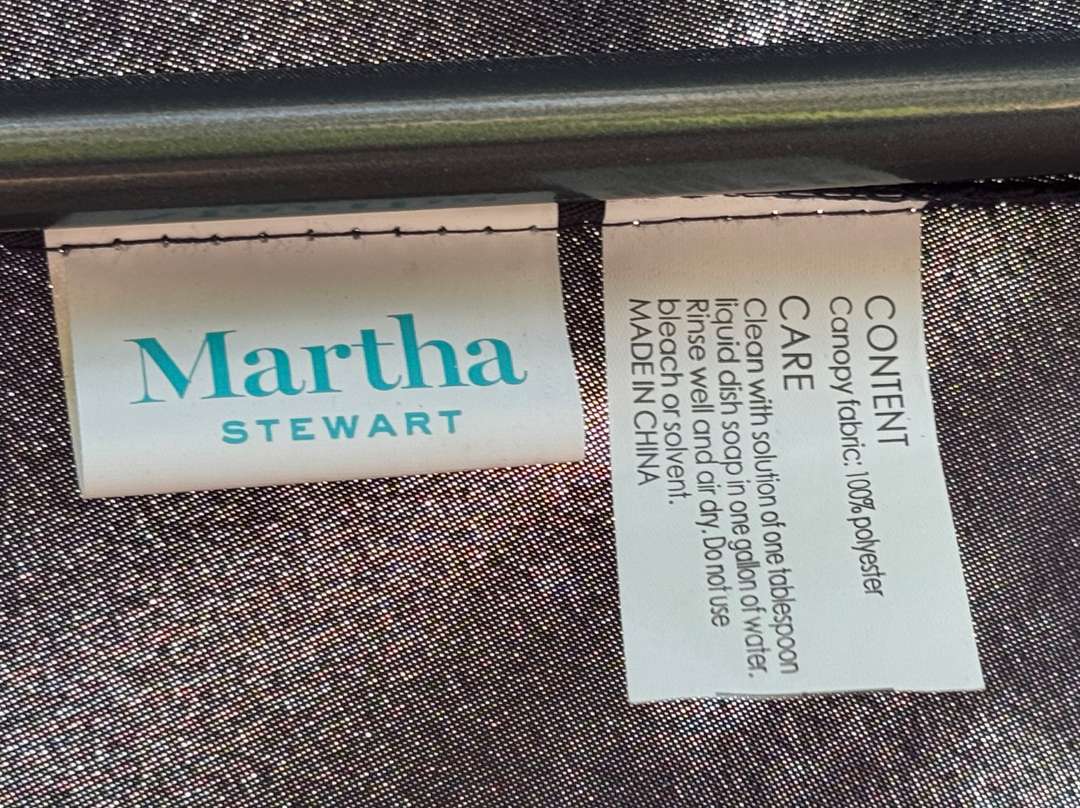 Martha
STEWART
CONTENT
Canopy fabric: 100% polyester
CARE
Clean with solution of one tablespoon
liquid dish soap in one gallon of water.
Rinse well and air dry. Do not use
bleach or solvent.
MADE IN CHINA